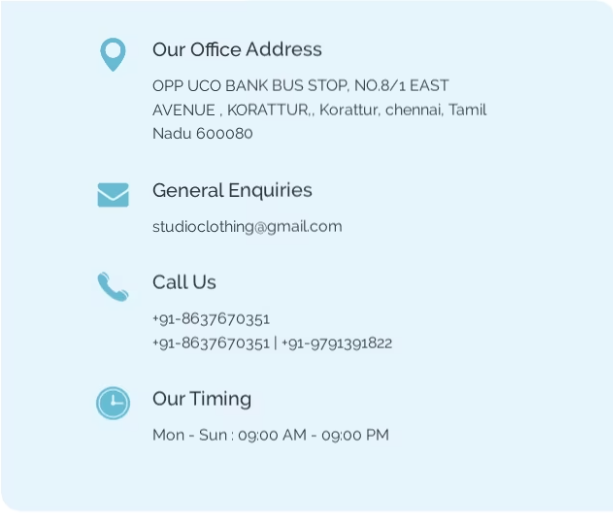 Our Office Address
OPP UCO BANK BUS STOP, NO.8/1 EAST
AVENUE , KORATTUR,, Korattur, chennai, Tamil
Nadu 600080
General Enquiries
studioclothing@gmail.com
Call Us
+91-8637670351
+91-8637670351 | +91-9791391822
Our Timing
Mon - Sun : 09:00 AM - 09:00 PM